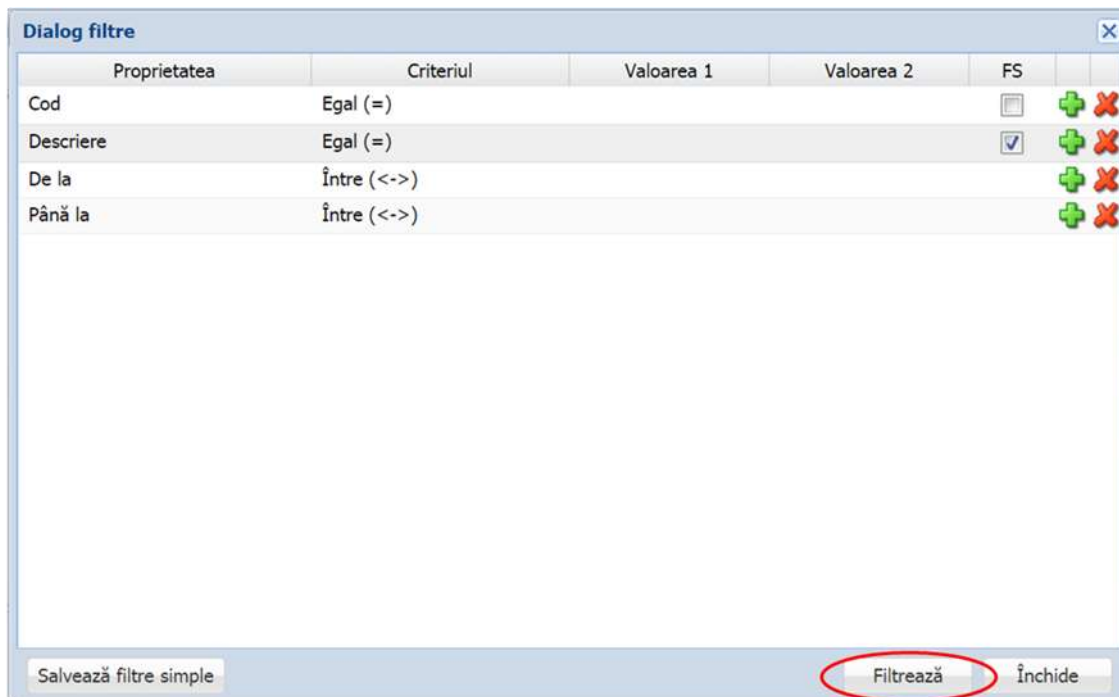 Dialog filtre
Proprietatea Criteriul Valoarea 1 Valoarea 2 FS
Cod Egal (=)
Descriere Egal (=)
De la Între (<->)
Până la Între (<->)
Salvează filtre simple Filtrează Închide